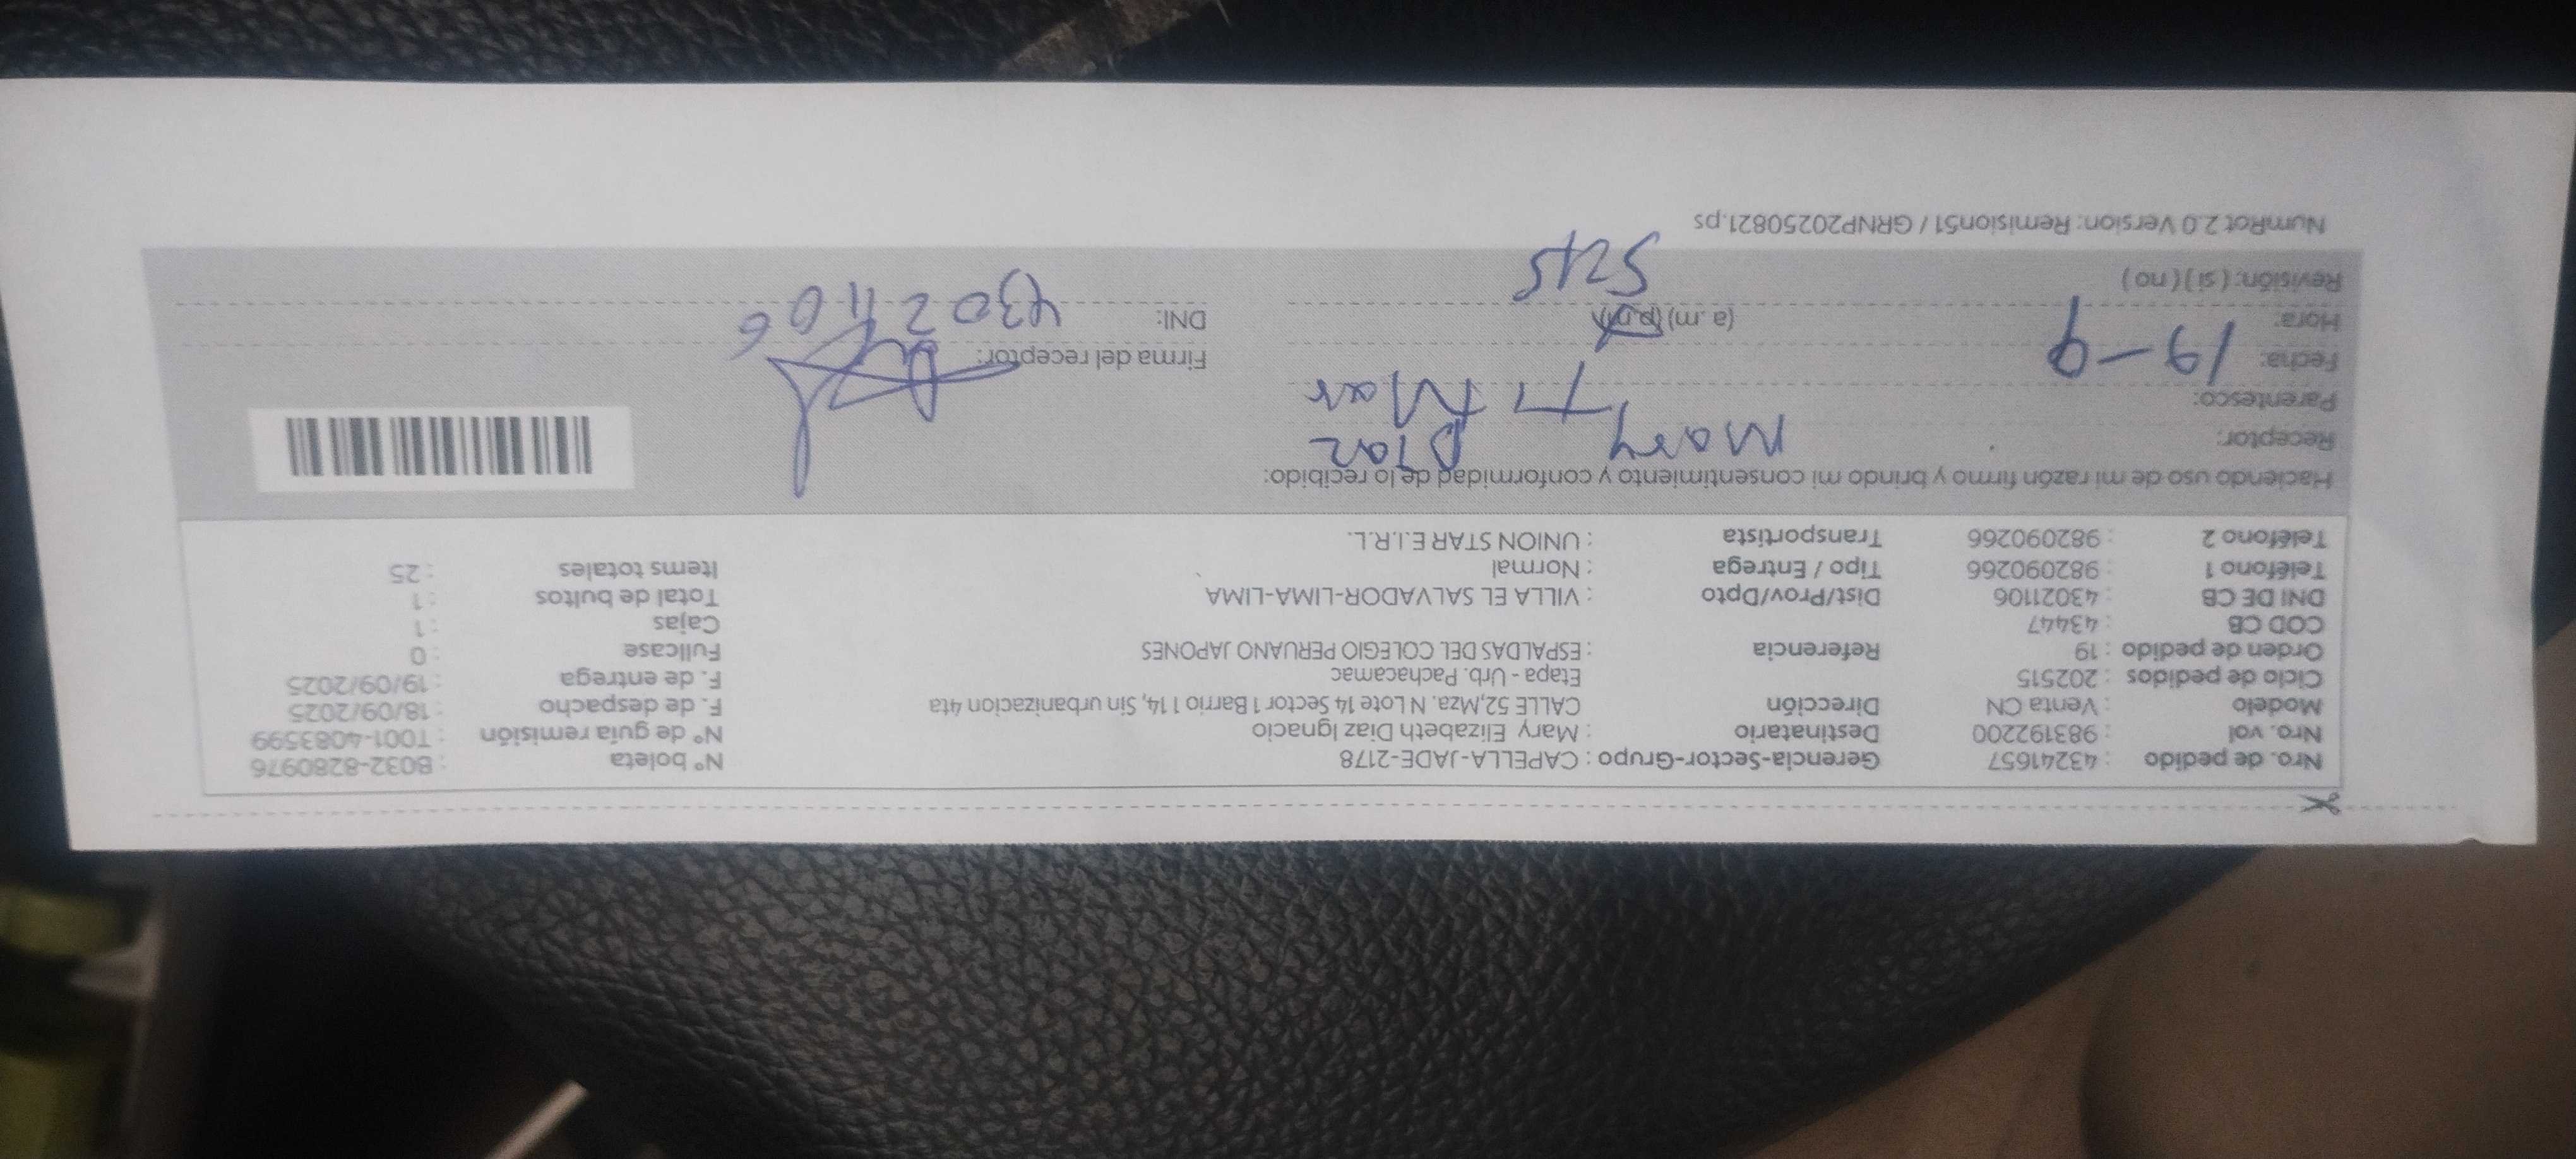 Nro. de pedido : 43241657 Gerencia-Sector-Grupo : CAPELLA-JADE-2178 N° boleta : B032-8280976
Nro. vol : 983192200 Destinatario : Mary Elizabeth Diaz Ignacio N° de guía remisión : T001-4083599
Modelo : Venta CN Dirección CALLE 52,Mza. N Lote 14 Sector 1 Barrio 1 14, Sin urbanizacion 4ta F. de despacho : 18/09/2025
Ciclo de pedidos : 202515 Etapa - Urb. Pachacamac F. de entrega : 19/09/2025
Orden de pedido : 19 Referencia : ESPALDAS DEL COLEGIO PERUANO JAPONES Fullcase : 0
COD CB : 43447 Cajas : 1
DNI DE CB : 43021106 Dist/Prov/Dpto : VILLA EL SALVADOR-LIMA-LIMA Total de bultos : 1
Teléfono 1 : 982090266 Tipo / Entrega : Normal Items totales : 25
Teléfono 2 : 982090266 Transportista : UNION STAR E.I.R.L.
Haciendo uso de mi razón firmo y brindo mi consentimiento y conformidad de lo recibido:
Receptor: Mary Diaz
Parentesco:
Fecha: 19-9 Firma del receptor:
Hora: (a .m) (p.m) DNI: 43021106
Revisión: ( si ) ( no )
NumRot 2.0 Version: Remision51 / GRNP20250821.ps